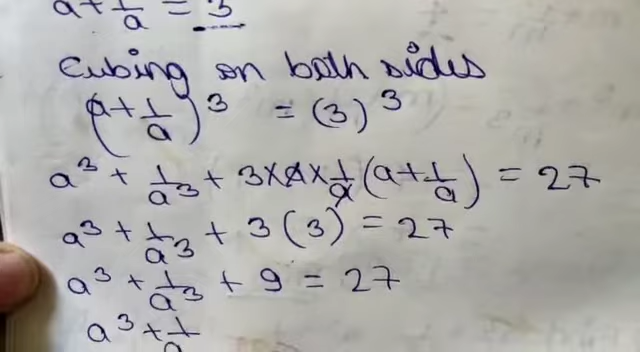 a + 1/a = 3
Cubing on both sides
(a + 1/a)³ = (3)³
a³ + 1/a³ + 3×a×1/a (a + 1/a) = 27
a³ + 1/a³ + 3(3) = 27
a³ + 1/a³ + 9 = 27
a³ + 1/a